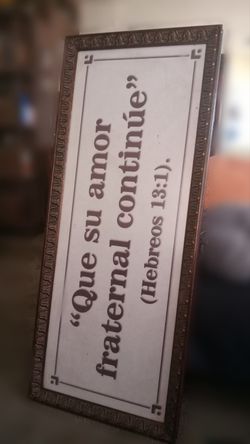 “Que su amor
fraternal continúe”
(Hebreos 13:1).